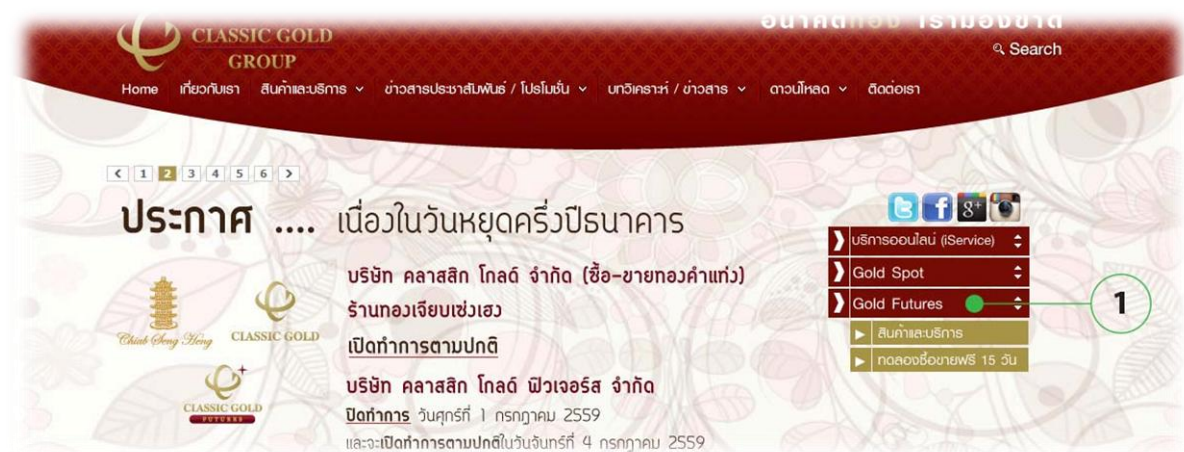 CLASSIC GOLD
GROUP
Search
Home เกี่ยวกับเรา สินค้าและบริการ ข่าวสารประชาสัมพันธ์ / โปรโมชั่น บทวิเคราะห์ / ข่าวสาร ดาวน์โหลด ติดต่อเรา
< 1 2 3 4 5 6 >
ประกาศ .... เนื่องในวันหยุดครึ่งปีธนาคาร
บริษัท คลาสสิก โกลด์ จำกัด (ซื้อ-ขายทองคำแท่ง)
ร้านทองเจียบเซ่งเฮง
เปิดทำการตามปกติ
Chiab Seng Heng CLASSIC GOLD
บริษัท คลาสสิก โกลด์ ฟิวเจอร์ส จำกัด
ปิดทำการ วันศุกร์ที่ 1 กรกฎาคม 2559
และจะเปิดทำการตามปกติในวันจันทร์ที่ 4 กรกฎาคม 2559
CLASSIC GOLD
FUTURES
บริการออนไลน์ (iService)
Gold Spot
Gold Futures
1
สินค้าและบริการ
ทดลองซื้อขายฟรี 15 วัน